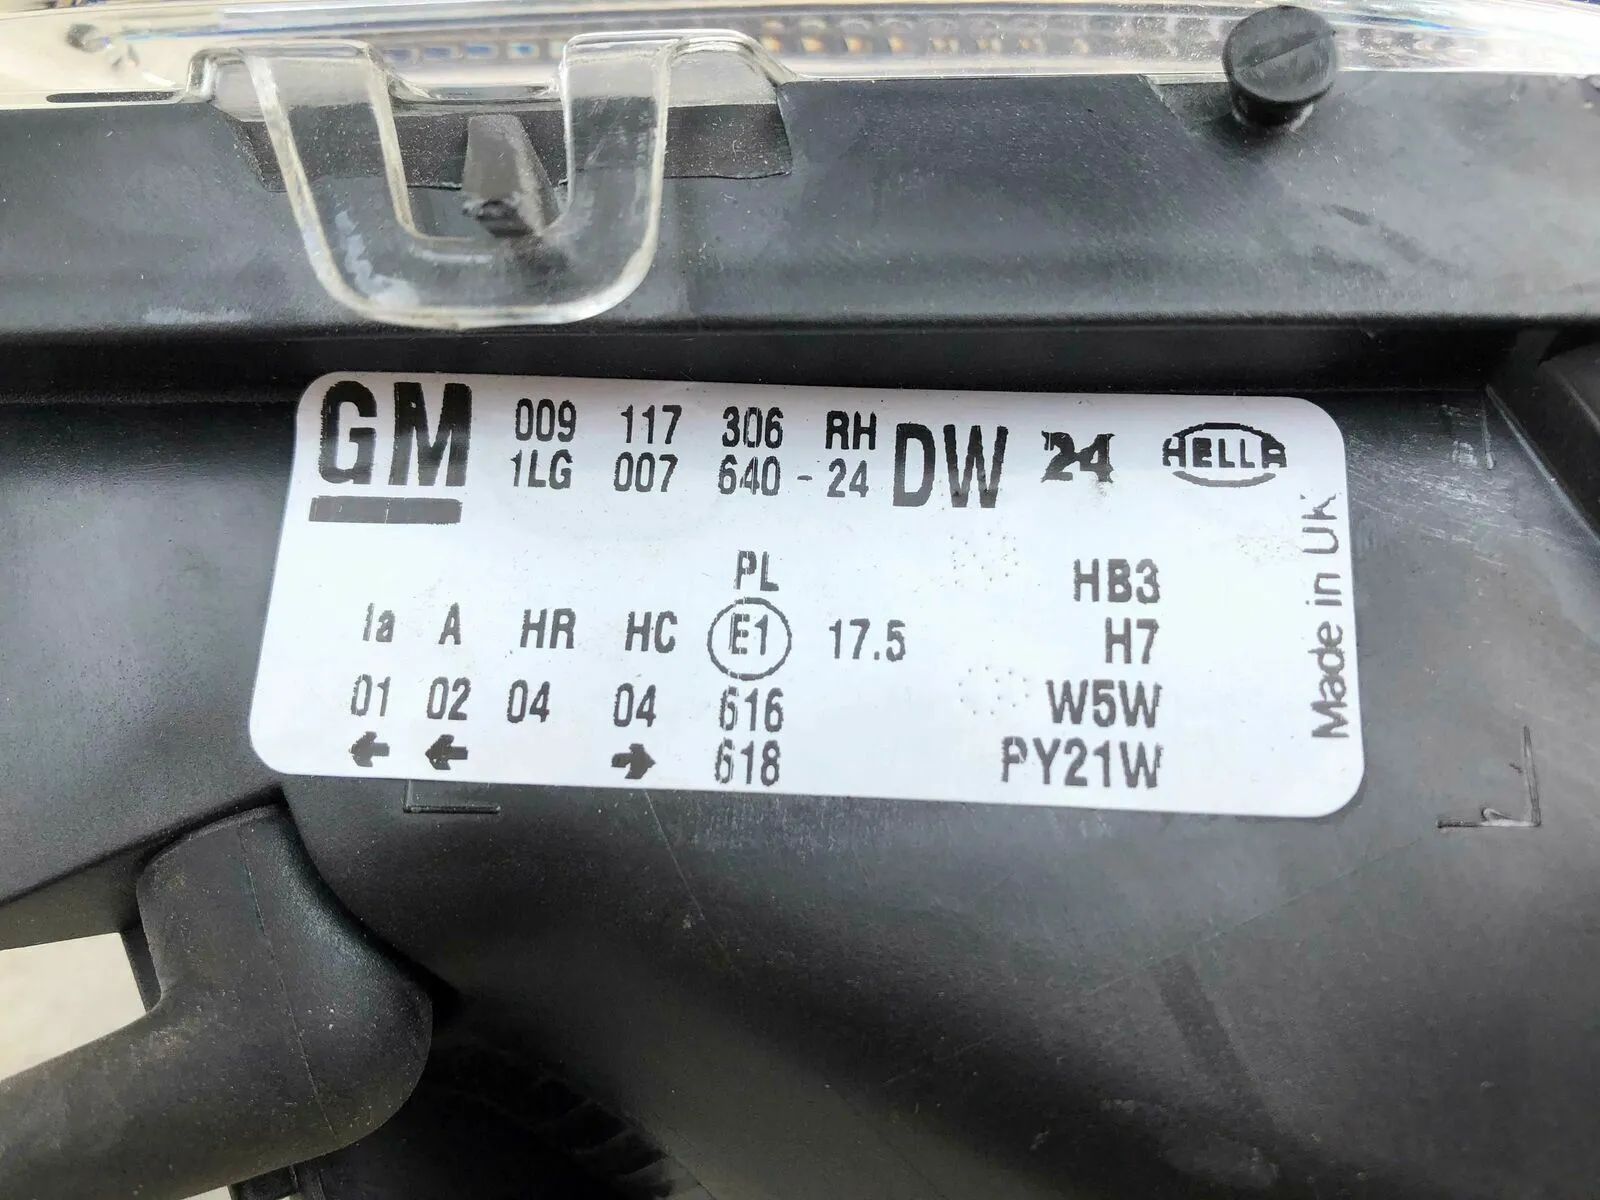 GM 009 117 306 RH DW 24 HELLA
1LG 007 640 - 24
PL HB3
Ia A HR HC E1 17.5 H7
01 02 04 04 616 W5W
← ← → 618 PY21W
Made in UK